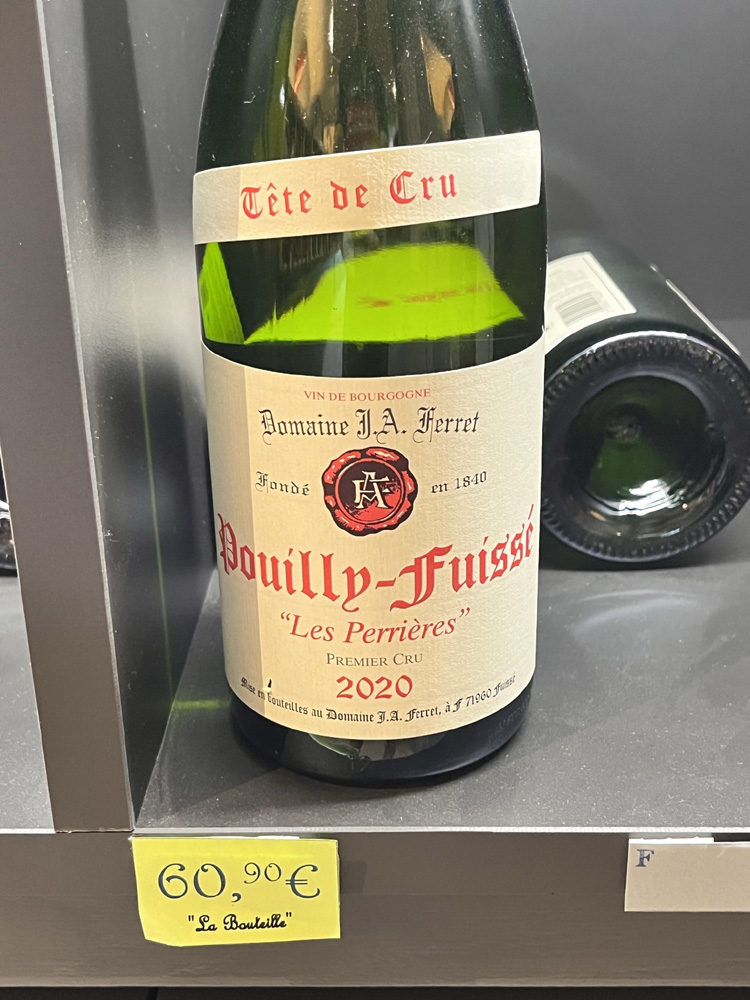 Tête de Cru
VIN DE BOURGOGNE
Domaine J.A. Ferret
Fondé en 1840
Pouilly-Fuissé
“Les Perrières”
PREMIER CRU
2020
Mise en Bouteilles au Domaine J.A. Ferret, à F 71960 Fuissé
60,90€
"La Bouteille"
F